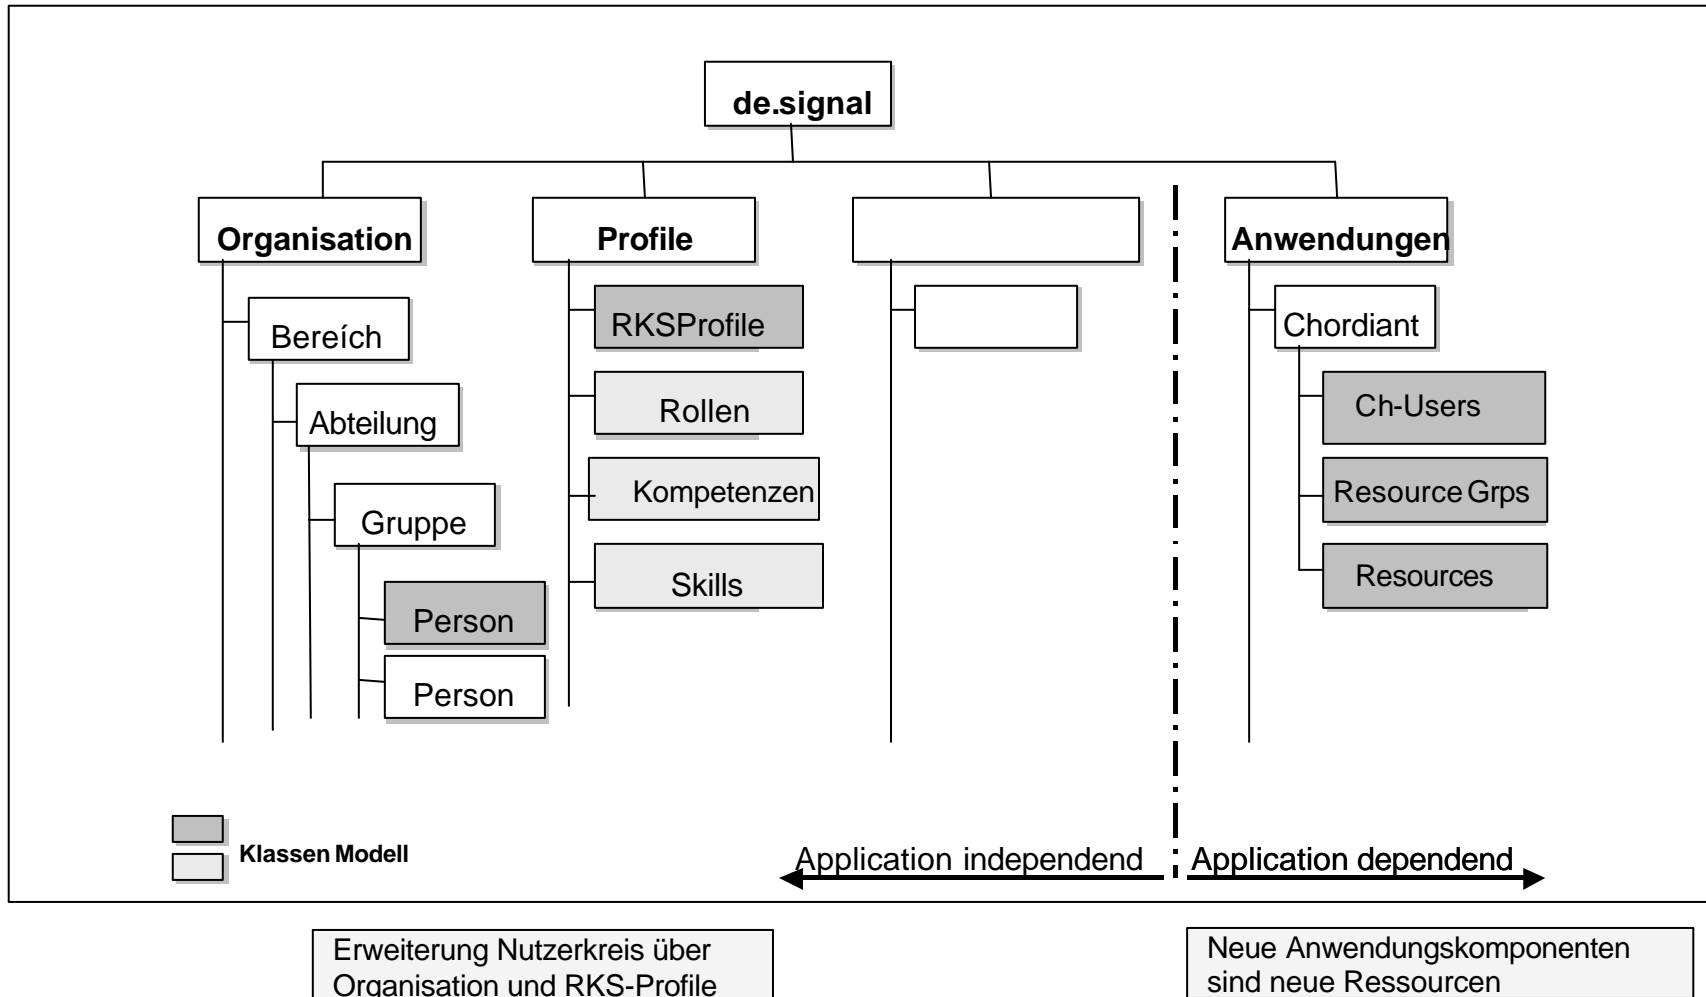 de.signal
Organisation
Profile
Anwendungen
Bereích
Abteilung
Gruppe
Person
Person
RKSProfile
Rollen
Kompetenzen
Skills
Chordiant
Ch-Users
Resource Grps
Resources
Klassen Modell
Application independend
Application dependend
Erweiterung Nutzerkreis über
Organisation und RKS-Profile
Neue Anwendungskomponenten
sind neue Ressourcen